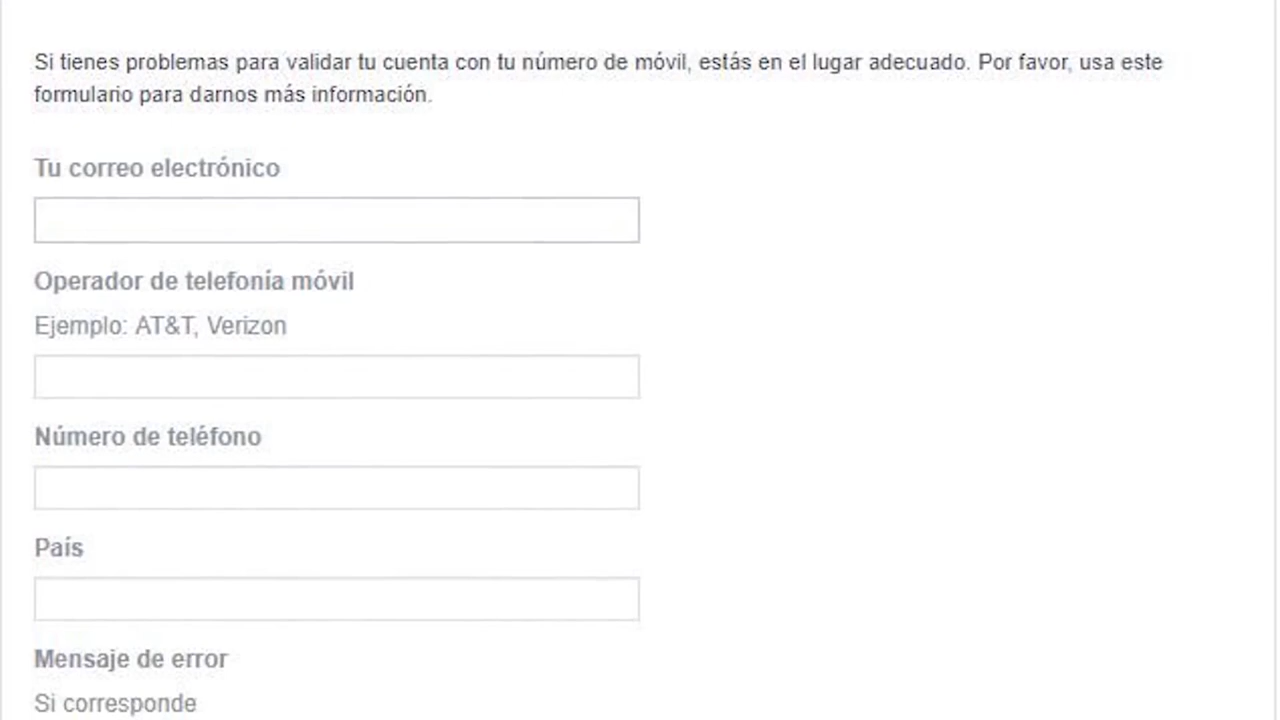 Si tienes problemas para validar tu cuenta con tu número de móvil, estás en el lugar adecuado. Por favor, usa este
formulario para darnos más información.
Tu correo electrónico
Operador de telefonía móvil
Ejemplo: AT&T, Verizon
Número de teléfono
País
Mensaje de error
Si corresponde